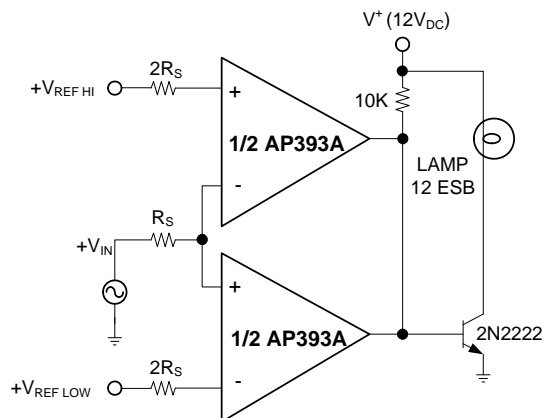 V⁺ (12V_DC)
2R_S
+V_REF HI
+
10K
1/2 AP393A
LAMP
12 ESB
-
R_S
+V_IN
+
1/2 AP393A
2N2222
2R_S
-
+V_REF LOW